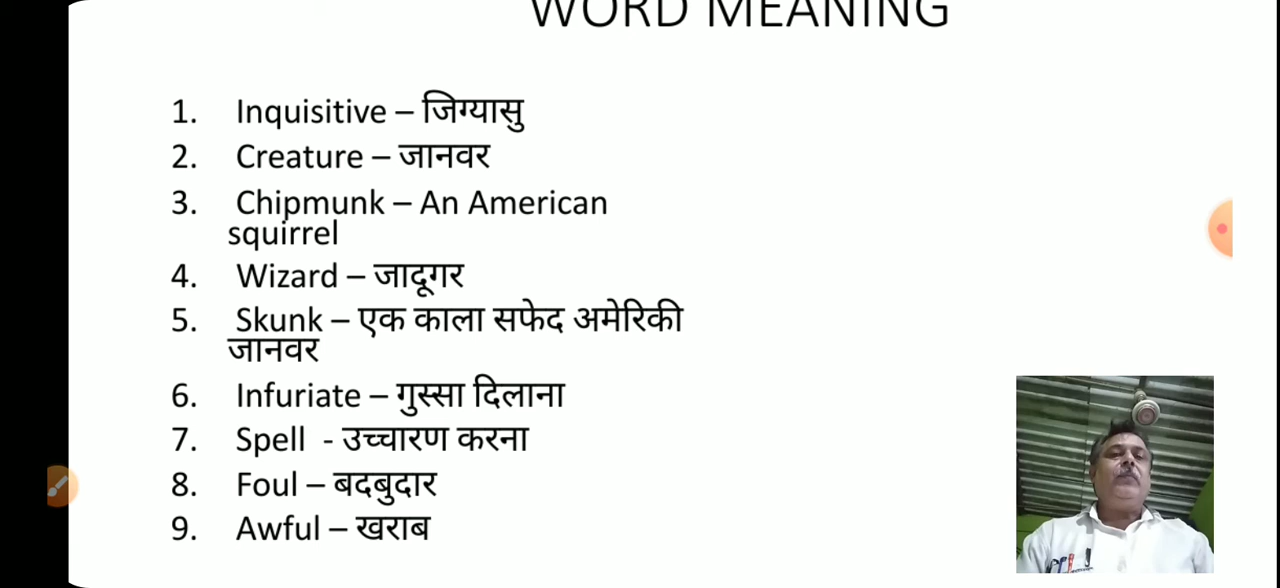 WORD MEANING
1. Inquisitive – जिग्यासु
2. Creature – जानवर
3. Chipmunk – An American
squirrel
4. Wizard – जादूगर
5. Skunk – एक काला सफेद अमेरिकी
जानवर
6. Infuriate – गुस्सा दिलाना
7. Spell - उच्चारण करना
8. Foul – बदबुदार
9. Awful – खराब